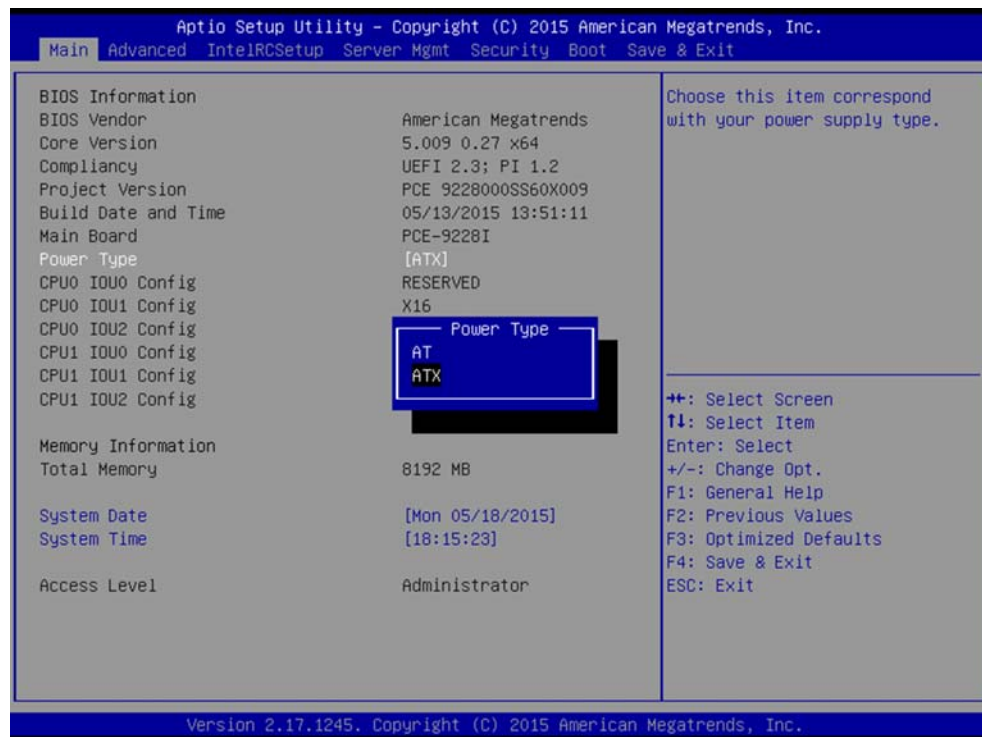 Aptio Setup Utility – Copyright (C) 2015 American Megatrends, Inc.
Main Advanced IntelRCSetup Server Mgmt Security Boot Save & Exit
BIOS Information
BIOS Vendor American Megatrends
Core Version 5.009 0.27 x64
Compliancy UEFI 2.3; PI 1.2
Project Version PCE 9228000SS60X009
Build Date and Time 05/13/2015 13:51:11
Main Board PCE-9228I
Power Type [ATX]
CPU0 IOU0 Config RESERVED
CPU0 IOU1 Config X16
CPU0 IOU2 Config
CPU1 IOU0 Config
CPU1 IOU1 Config
CPU1 IOU2 Config
Power Type
AT
ATX
Memory Information
Total Memory 8192 MB
System Date [Mon 05/18/2015]
System Time [18:15:23]
Access Level Administrator
Choose this item correspond
with your power supply type.
→←: Select Screen
↑↓: Select Item
Enter: Select
+/-: Change Opt.
F1: General Help
F2: Previous Values
F3: Optimized Defaults
F4: Save & Exit
ESC: Exit
Version 2.17.1245. Copyright (C) 2015 American Megatrends, Inc.